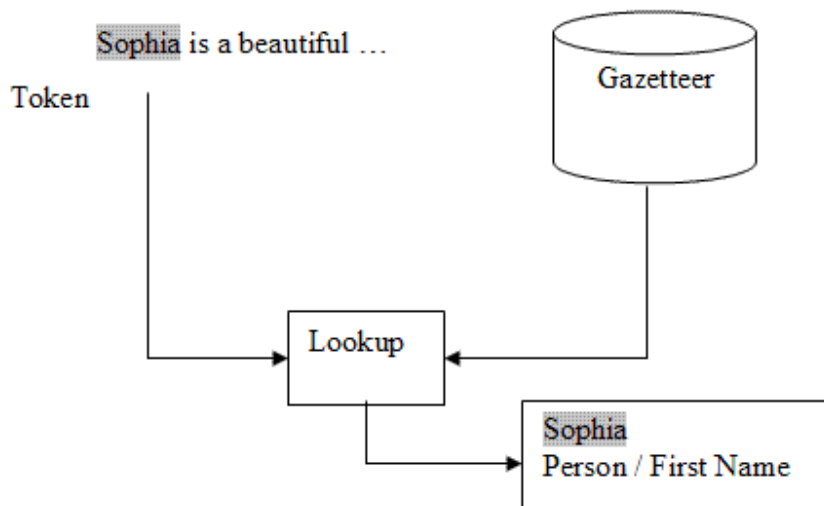 Sophia is a beautiful …
Gazetteer
Token
Lookup
Sophia
Person / First Name